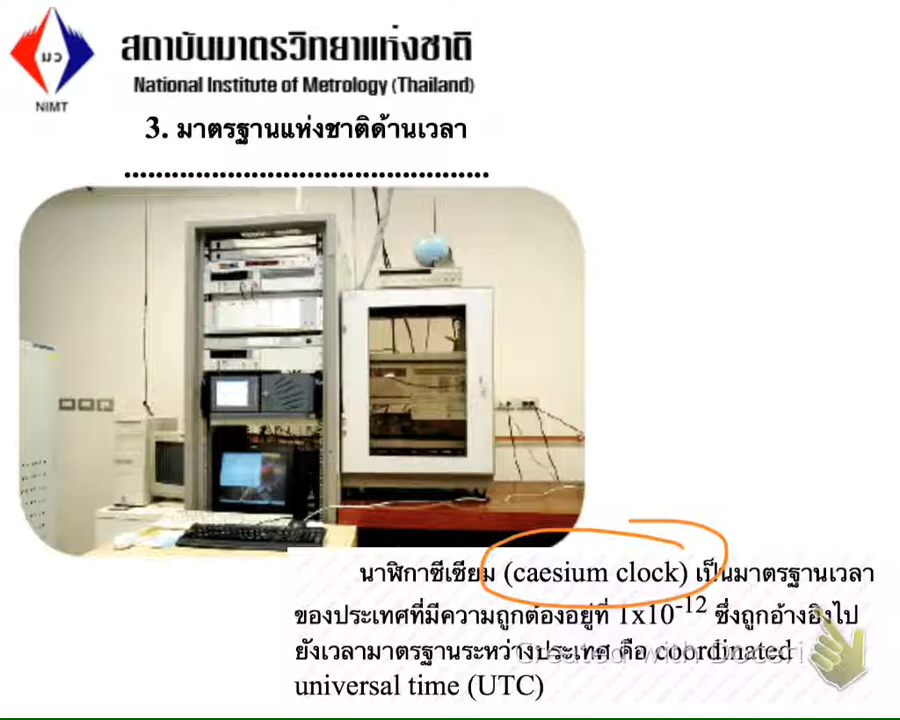 มว
NIMT
สถาบันมาตรวิทยาแห่งชาติ
National Institute of Metrology (Thailand)
3. มาตรฐานแห่งชาติด้านเวลา
................................................
นาฬิกาซีเซียม (caesium clock) เป็นมาตรฐานเวลา
ของประเทศที่มีความถูกต้องอยู่ที่ 1x10⁻¹² ซึ่งถูกอ้างอิงไป
ยังเวลามาตรฐานระหว่างประเทศ คือ coordinated
universal time (UTC)
Created with Doceri